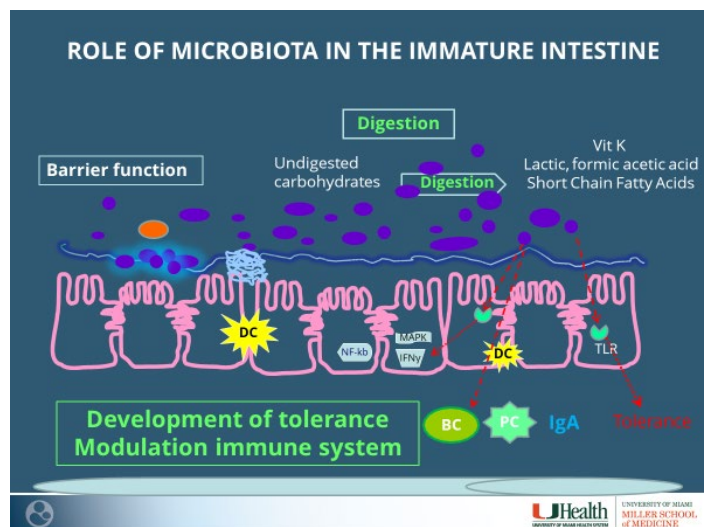 ROLE OF MICROBIOTA IN THE IMMATURE INTESTINE
Digestion
Barrier function
Undigested
carbohydrates
Digestion
Vit K
Lactic, formic acetic acid
Short Chain Fatty Acids
DC
NF-kb
MAPK
IFNγ
DC
TLR
Development of tolerance
Modulation immune system
BC
PC
IgA
Tolerance
UHealth
UNIVERSITY OF MIAMI HEALTH SYSTEM
UNIVERSITY OF MIAMI
MILLER SCHOOL
of MEDICINE